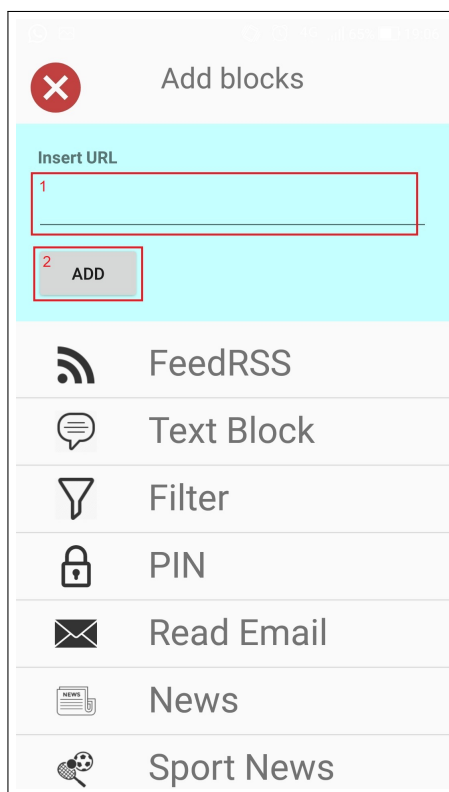 Add blocks
Insert URL
1
2
ADD
FeedRSS
Text Block
Filter
PIN
Read Email
NEWS
News
Sport News